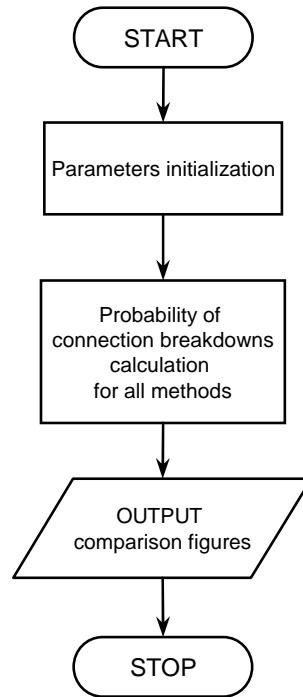 START
Parameters initialization
Probability of
connection breakdowns
calculation
for all methods
OUTPUT
comparison figures
STOP